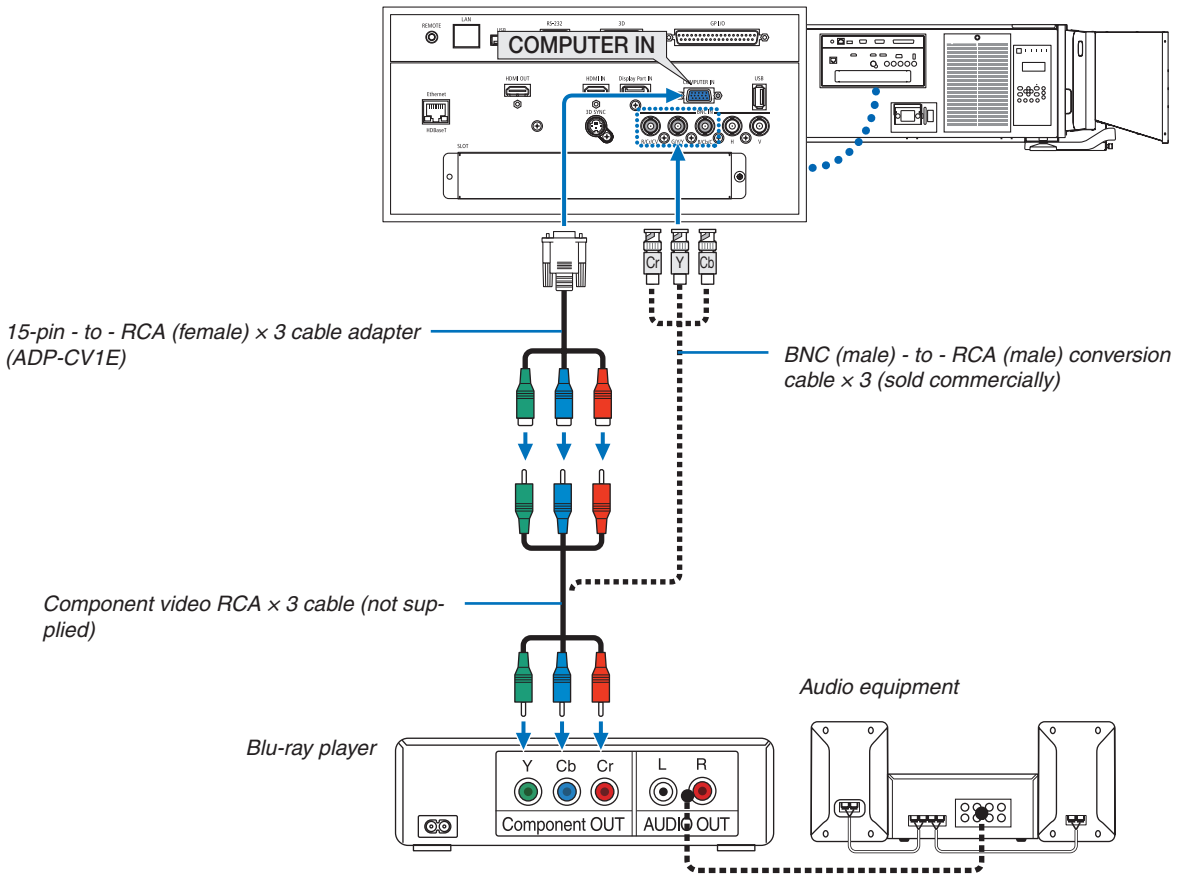 REMOTE
LAN
USB
RS-232
3D
GP I/O
COMPUTER IN
HDMI OUT
HDMI IN
Display Port IN
COMPUTER IN
USB
Ethernet
HDBaseT
3D SYNC
H
V
SLOT
Cr
Y
Cb
15-pin - to - RCA (female) × 3 cable adapter
(ADP-CV1E)
BNC (male) - to - RCA (male) conversion
cable × 3 (sold commercially)
Component video RCA × 3 cable (not sup-
plied)
Audio equipment
Blu-ray player
Y
Cb
Cr
L
R
Component OUT
AUDIO OUT